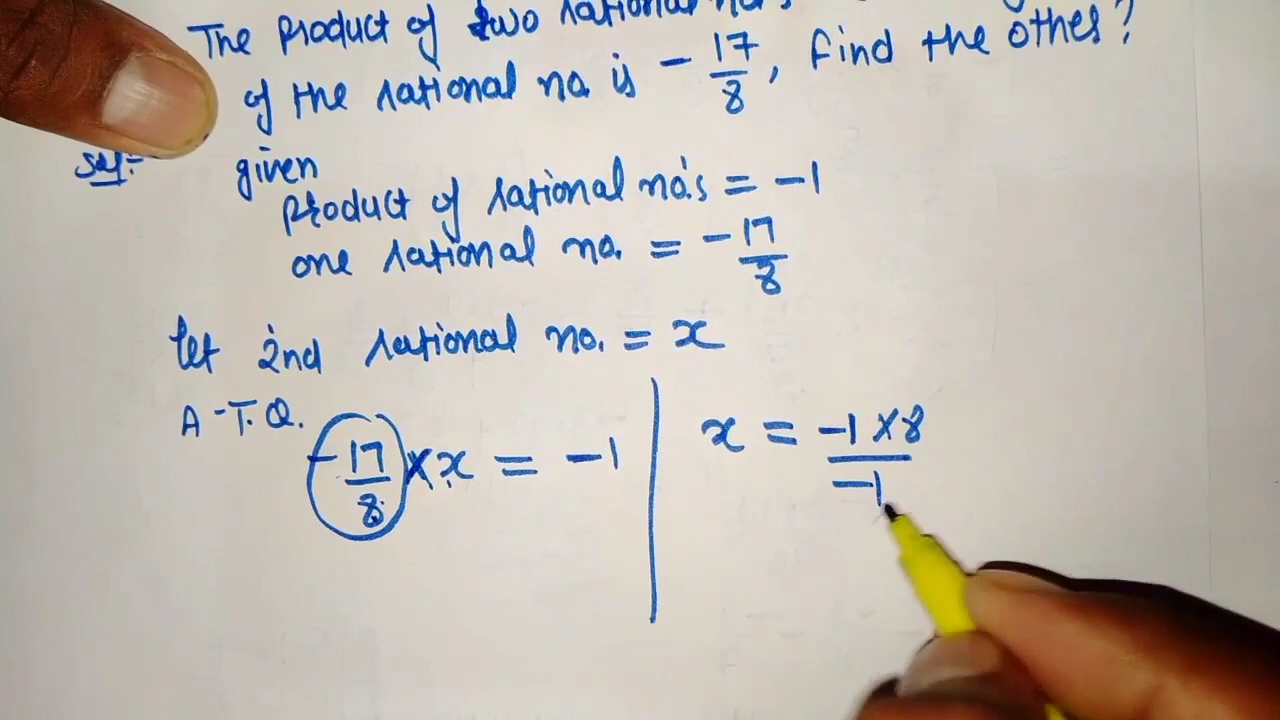 The product of two rational no's
of the rational no is - 17/8, find the other?
Sol:- given
product of rational no's = -1
one rational no. = - 17/8
let 2nd rational no. = x
A-T.Q.
- 17/8 × x = -1
x = -1 × 8 / -1